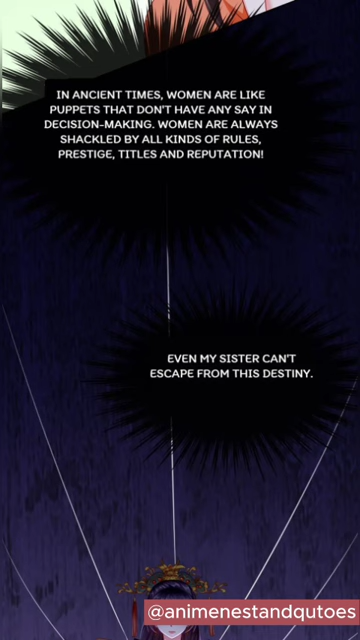 IN ANCIENT TIMES, WOMEN ARE LIKE
PUPPETS THAT DON'T HAVE ANY SAY IN
DECISION-MAKING. WOMEN ARE ALWAYS
SHACKLED BY ALL KINDS OF RULES,
PRESTIGE, TITLES AND REPUTATION!
EVEN MY SISTER CAN'T
ESCAPE FROM THIS DESTINY.
@animenestandqutoes